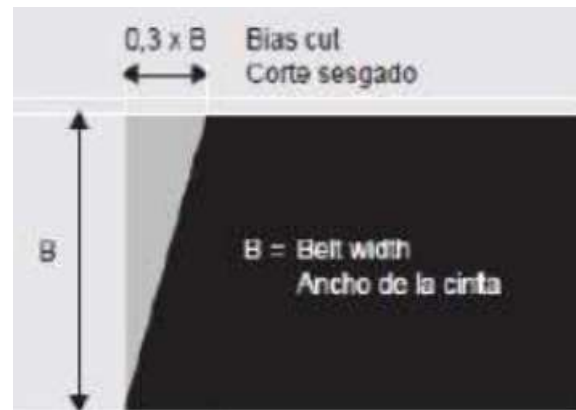 0,3 x B
Bias cut
Corte sesgado
B
B = Belt width
Ancho de la cinta